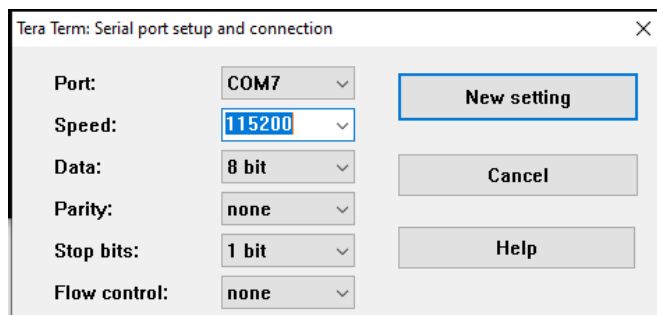 Tera Term: Serial port setup and connection
Port: COM7
New setting
Speed: 115200
Data: 8 bit
Cancel
Parity: none
Stop bits: 1 bit
Help
Flow control: none